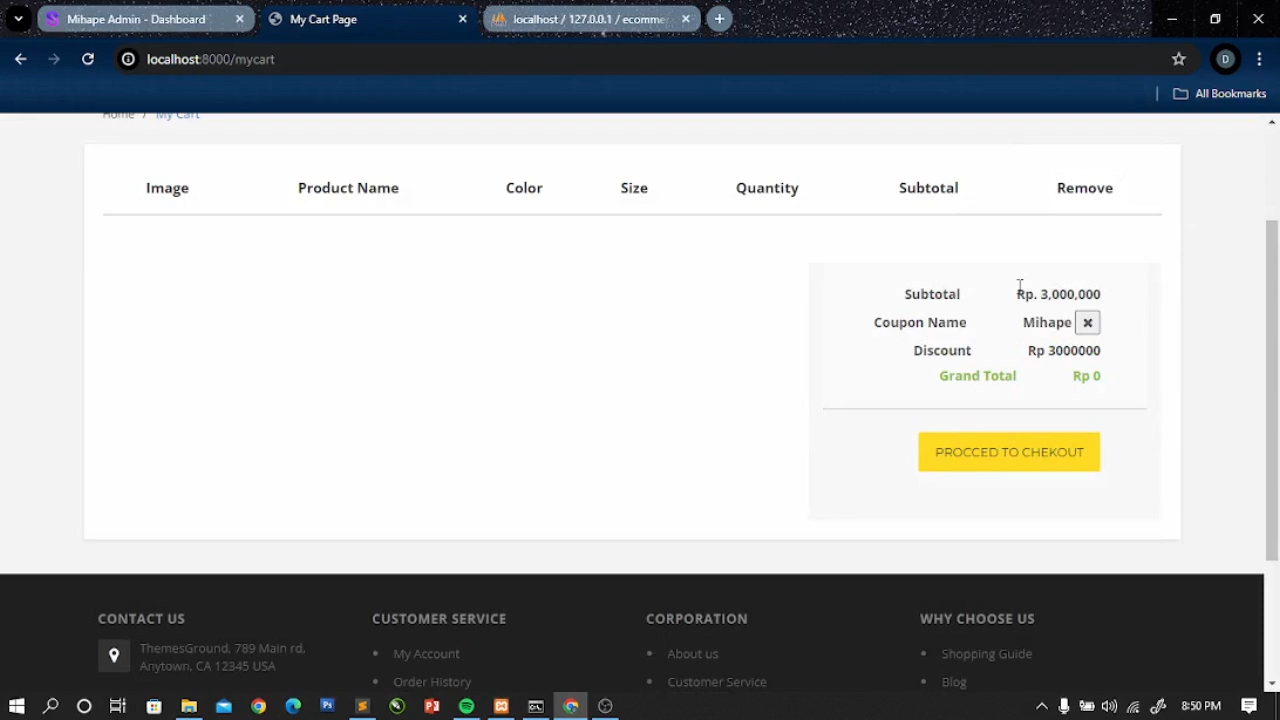 Mihape Admin - Dashboard
My Cart Page
localhost / 127.0.0.1 / ecomme
localhost:8000/mycart
D
All Bookmarks
Home / My Cart
Image Product Name Color Size Quantity Subtotal Remove
Subtotal Rp. 3,000,000
Coupon Name Mihape
Discount Rp 3000000
Grand Total Rp 0
PROCCED TO CHEKOUT
CONTACT US
ThemesGround, 789 Main rd,
Anytown, CA 12345 USA
CUSTOMER SERVICE
My Account
Order History
CORPORATION
About us
Customer Service
WHY CHOOSE US
Shopping Guide
Blog
8:50 PM